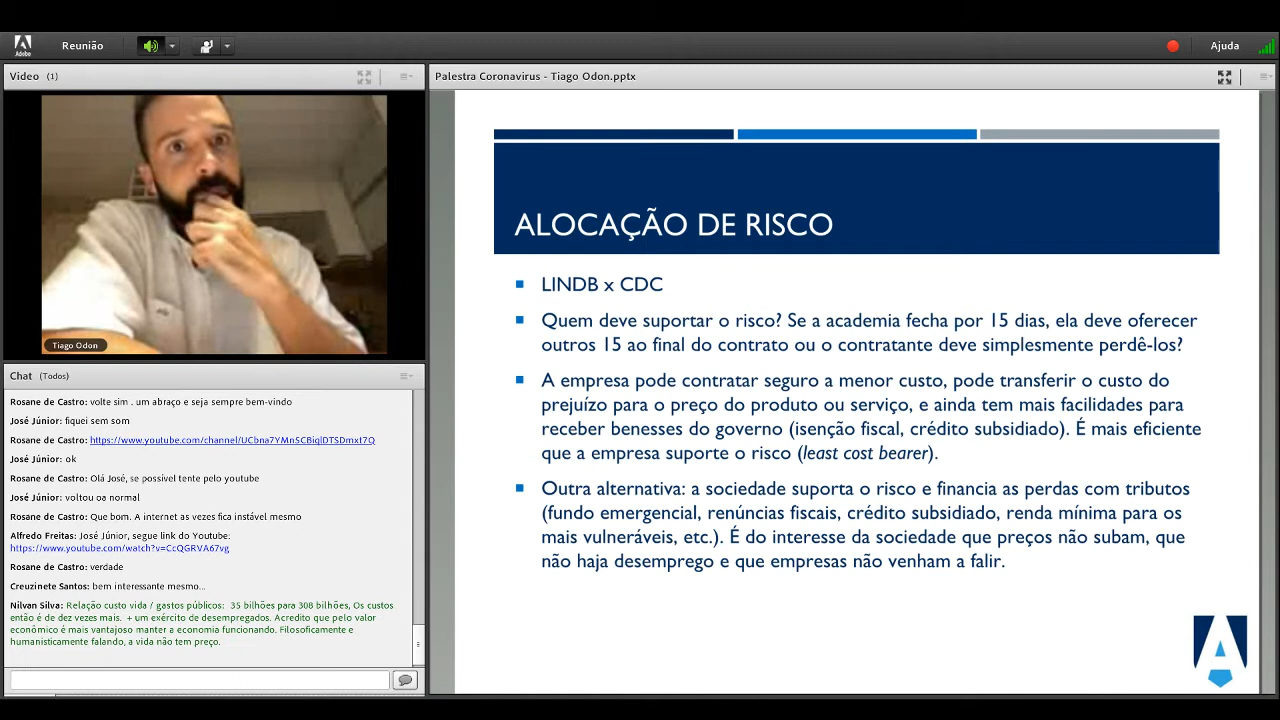 Adobe
Reunião
Ajuda
Video (1)
Tiago Odon
Chat (Todos)
Rosane de Castro: volte sim . um abraço e seja sempre bem-vindo
José Júnior: fiquei sem som
Rosane de Castro: https://www.youtube.com/channel/UCbna7YMnSCBiqlDTSDmxt7Q
José Júnior: ok
Rosane de Castro: Olá José, se possível tente pelo youtube
José Júnior: voltou oa normal
Rosane de Castro: Que bom. A internet as vezes fica instável mesmo
Alfredo Freitas: José Júnior, segue link do Youtube:
https://www.youtube.com/watch?v=CcQGRVA67vg
Rosane de Castro: verdade
Creuzinete Santos: bem interessante mesmo...
Nilvan Silva: Relação custo vida / gastos públicos: 35 bilhões para 308 bilhões, Os custos
então é de dez vezes mais. + um exército de desempregados. Acredito que pelo valor
econômico é mais vantajoso manter a economia funcionando. Filosoficamente e
humanisticamente falando, a vida não tem preço.
Palestra Coronavirus - Tiago Odon.pptx
ALOCAÇÃO DE RISCO
LINDB x CDC
Quem deve suportar o risco? Se a academia fecha por 15 dias, ela deve oferecer
outros 15 ao final do contrato ou o contratante deve simplesmente perdê-los?
A empresa pode contratar seguro a menor custo, pode transferir o custo do
prejuízo para o preço do produto ou serviço, e ainda tem mais facilidades para
receber benesses do governo (isenção fiscal, crédito subsidiado). É mais eficiente
que a empresa suporte o risco (least cost bearer).
Outra alternativa: a sociedade suporta o risco e financia as perdas com tributos
(fundo emergencial, renúncias fiscais, crédito subsidiado, renda mínima para os
mais vulneráveis, etc.). É do interesse da sociedade que preços não subam, que
não haja desemprego e que empresas não venham a falir.